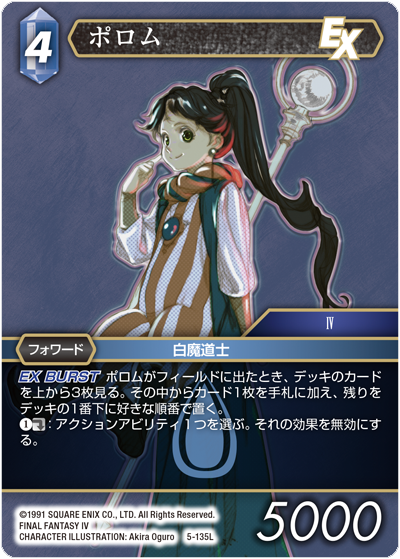 4
ポロム
EX
IV
フォワード
白魔道士
EX BURST ポロムがフィールドに出たとき、デッキのカード
を上から3枚見る。その中からカード1枚を手札に加え、残りを
デッキの1番下に好きな順番で置く。
1：アクションアビリティ1つを選ぶ。それの効果を無効にす
る。
©1991 SQUARE ENIX CO., LTD. All Rights Reserved.
FINAL FANTASY IV
CHARACTER ILLUSTRATION: Akira Oguro 5-135L
5000